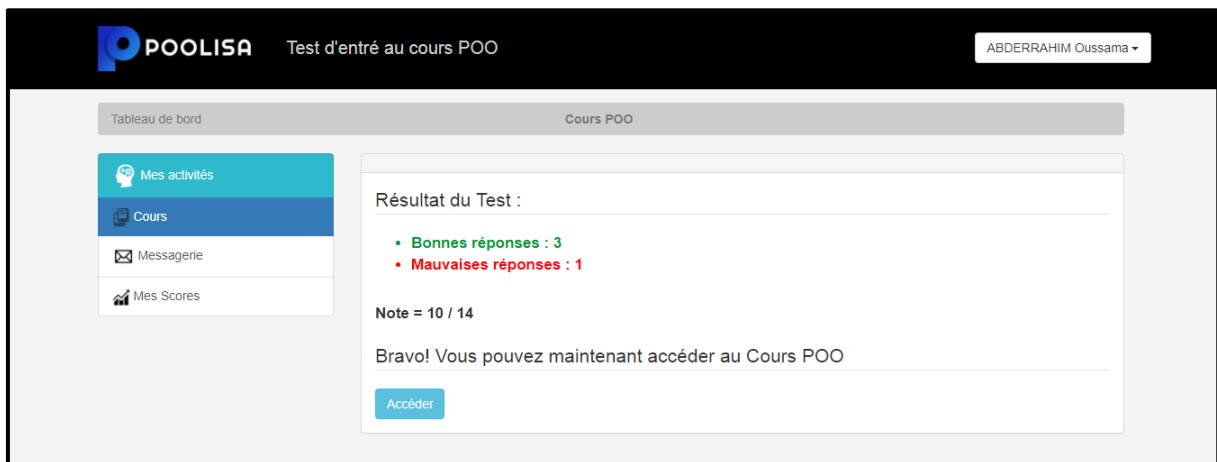 POOLISA Test d'entré au cours POO ABDERRAHIM Oussama
Tableau de bord Cours POO
Mes activités
Cours
Messagerie
Mes Scores
Résultat du Test :
Bonnes réponses : 3
Mauvaises réponses : 1
Note = 10 / 14
Bravo! Vous pouvez maintenant accéder au Cours POO
Accéder